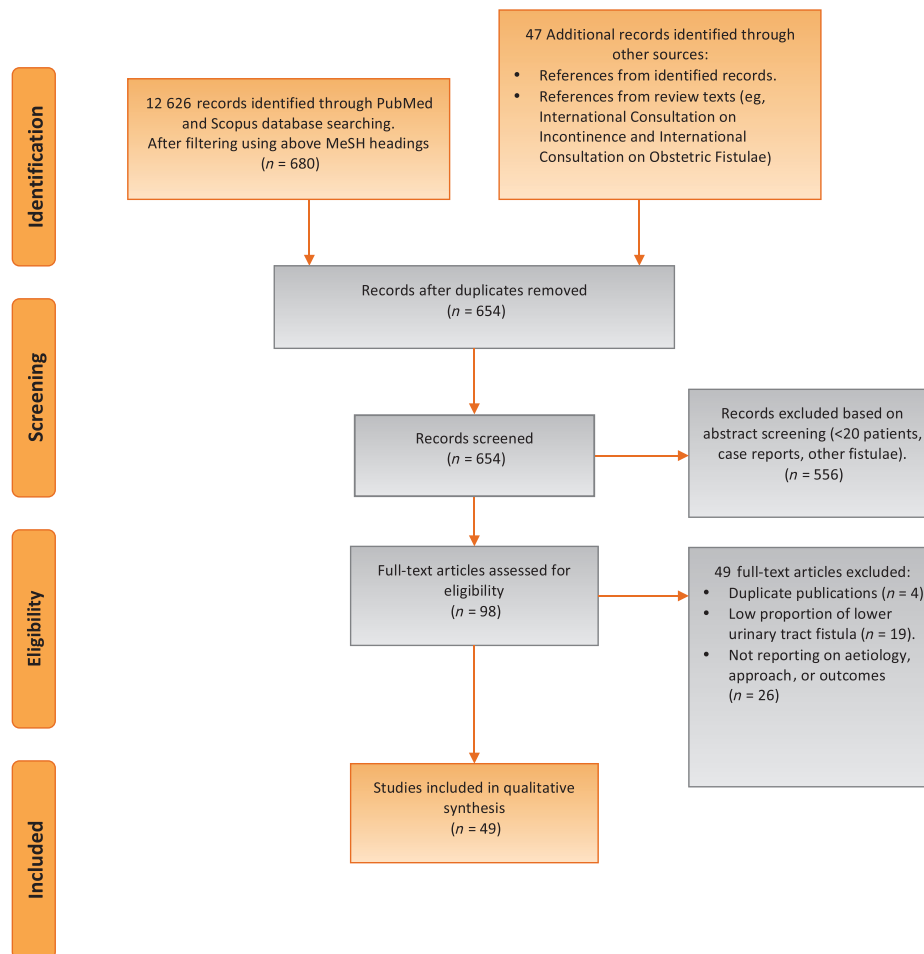 Identification
12 626 records identified through PubMed
and Scopus database searching.
After filtering using above MeSH headings
(n = 680)
47 Additional records identified through
other sources:
• References from identified records.
• References from review texts (eg,
International Consultation on
Incontinence and International
Consultation on Obstetric Fistulae)
Records after duplicates removed
(n = 654)
Screening
Records screened
(n = 654)
Records excluded based on
abstract screening (<20 patients,
case reports, other fistulae).
(n = 556)
Eligibility
Full-text articles assessed for
eligibility
(n = 98)
49 full-text articles excluded:
• Duplicate publications (n = 4)
• Low proportion of lower
urinary tract fistula (n = 19).
• Not reporting on aetiology,
approach, or outcomes
(n = 26)
Included
Studies included in qualitative
synthesis
(n = 49)